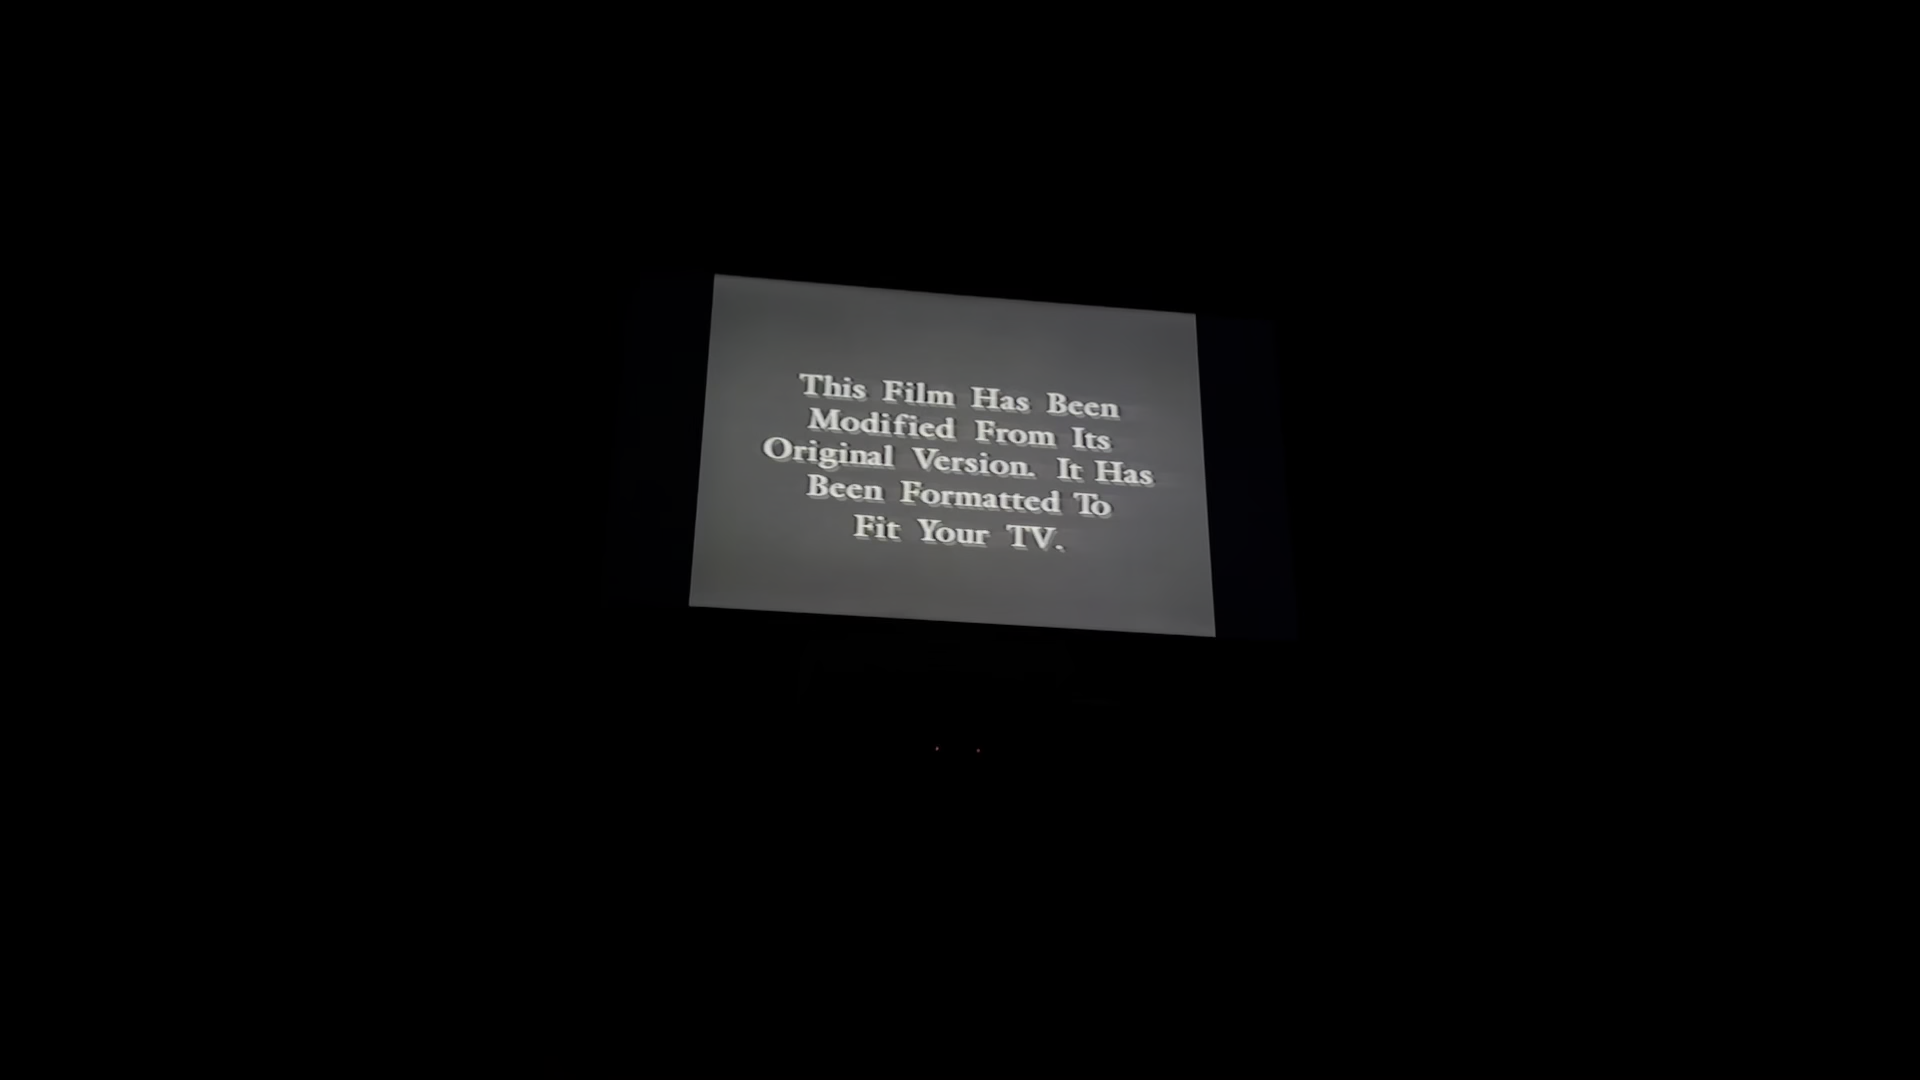 This Film Has Been
Modified From Its
Original Version. It Has
Been Formatted To
Fit Your TV.